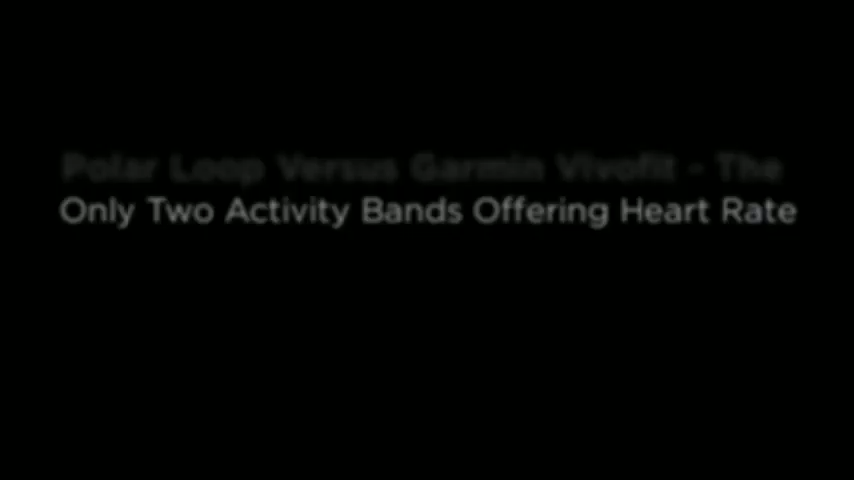 Polar Loop Versus Garmin Vivofit - The
Only Two Activity Bands Offering Heart Rate